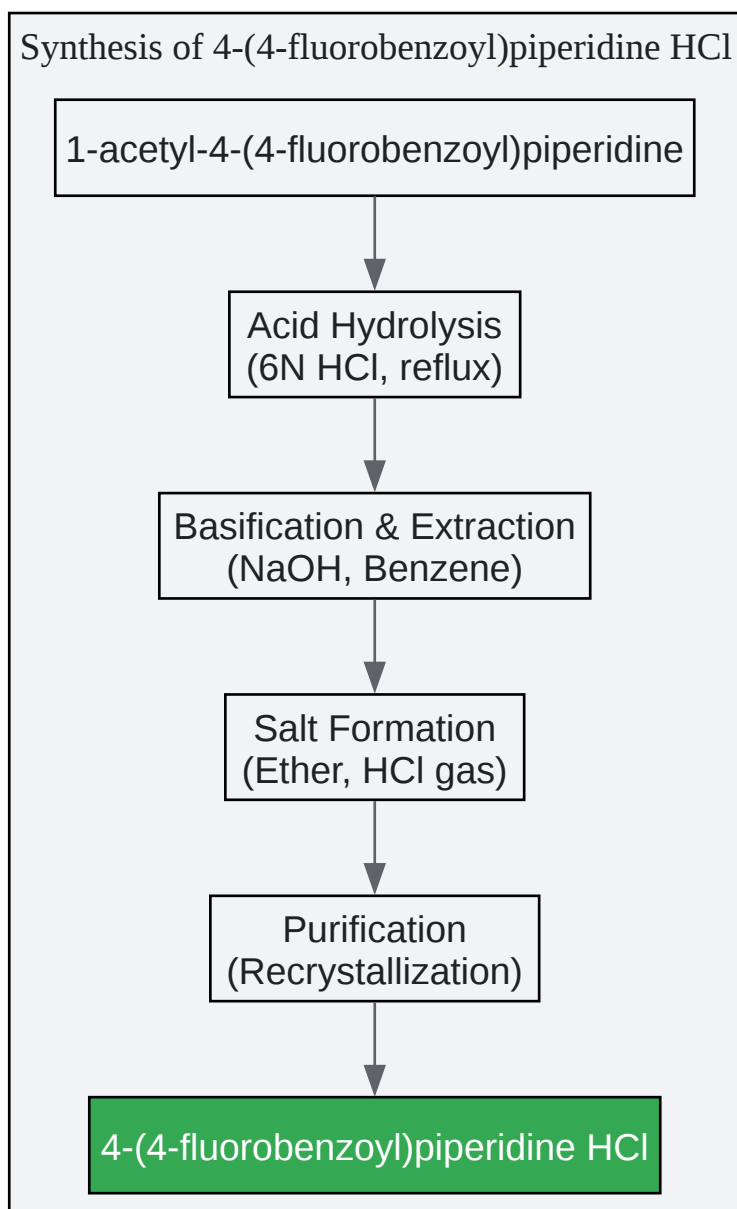 Synthesis of 4-(4-fluorobenzoyl)piperidine HCl
1-acetyl-4-(4-fluorobenzoyl)piperidine
Acid Hydrolysis
(6N HCl, reflux)
Basification & Extraction
(NaOH, Benzene)
Salt Formation
(Ether, HCl gas)
Purification
(Recrystallization)
4-(4-fluorobenzoyl)piperidine HCl